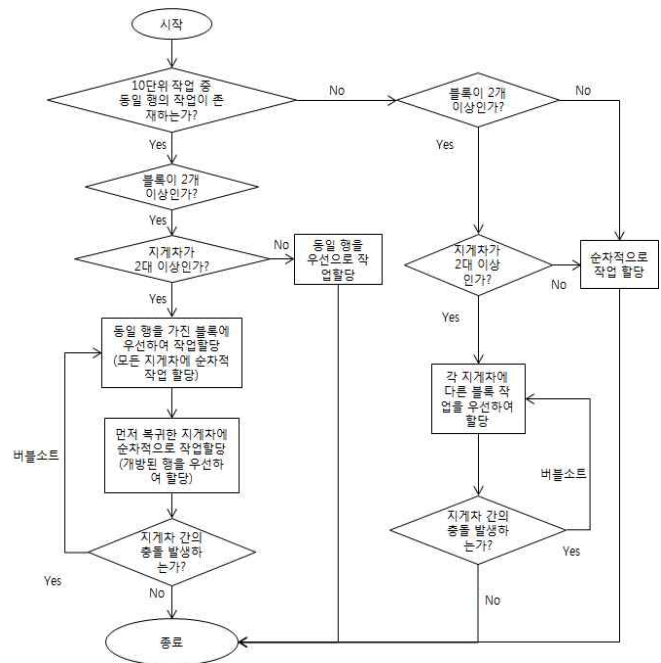 시작
10단위 작업 중
동일 행의 작업이 존
재하는가?
No
블록이 2개
이상인가?
No
Yes
Yes
블록이 2개
이상인가?
Yes
지게차가
2대 이상인가?
No
동일 행을
우선으로 작
업할당
지게차가
2대 이상
인가?
No
순차적으로
작업 할당
Yes
Yes
동일 행을 가진 블록에
우선하여 작업할당
(모든 지게차에 순차적
작업 할당)
각 지게차에
다른 블록 작
업을 우선하여
할당
먼저 복귀한 지게차에
순차적으로 작업할당
(개방된 행을 우선하
여 할당)
버블소트
버블소트
지게차 간의
충돌 발생하
는가?
Yes
지게차 간의
충돌 발생하
는가?
Yes
No
No
종료